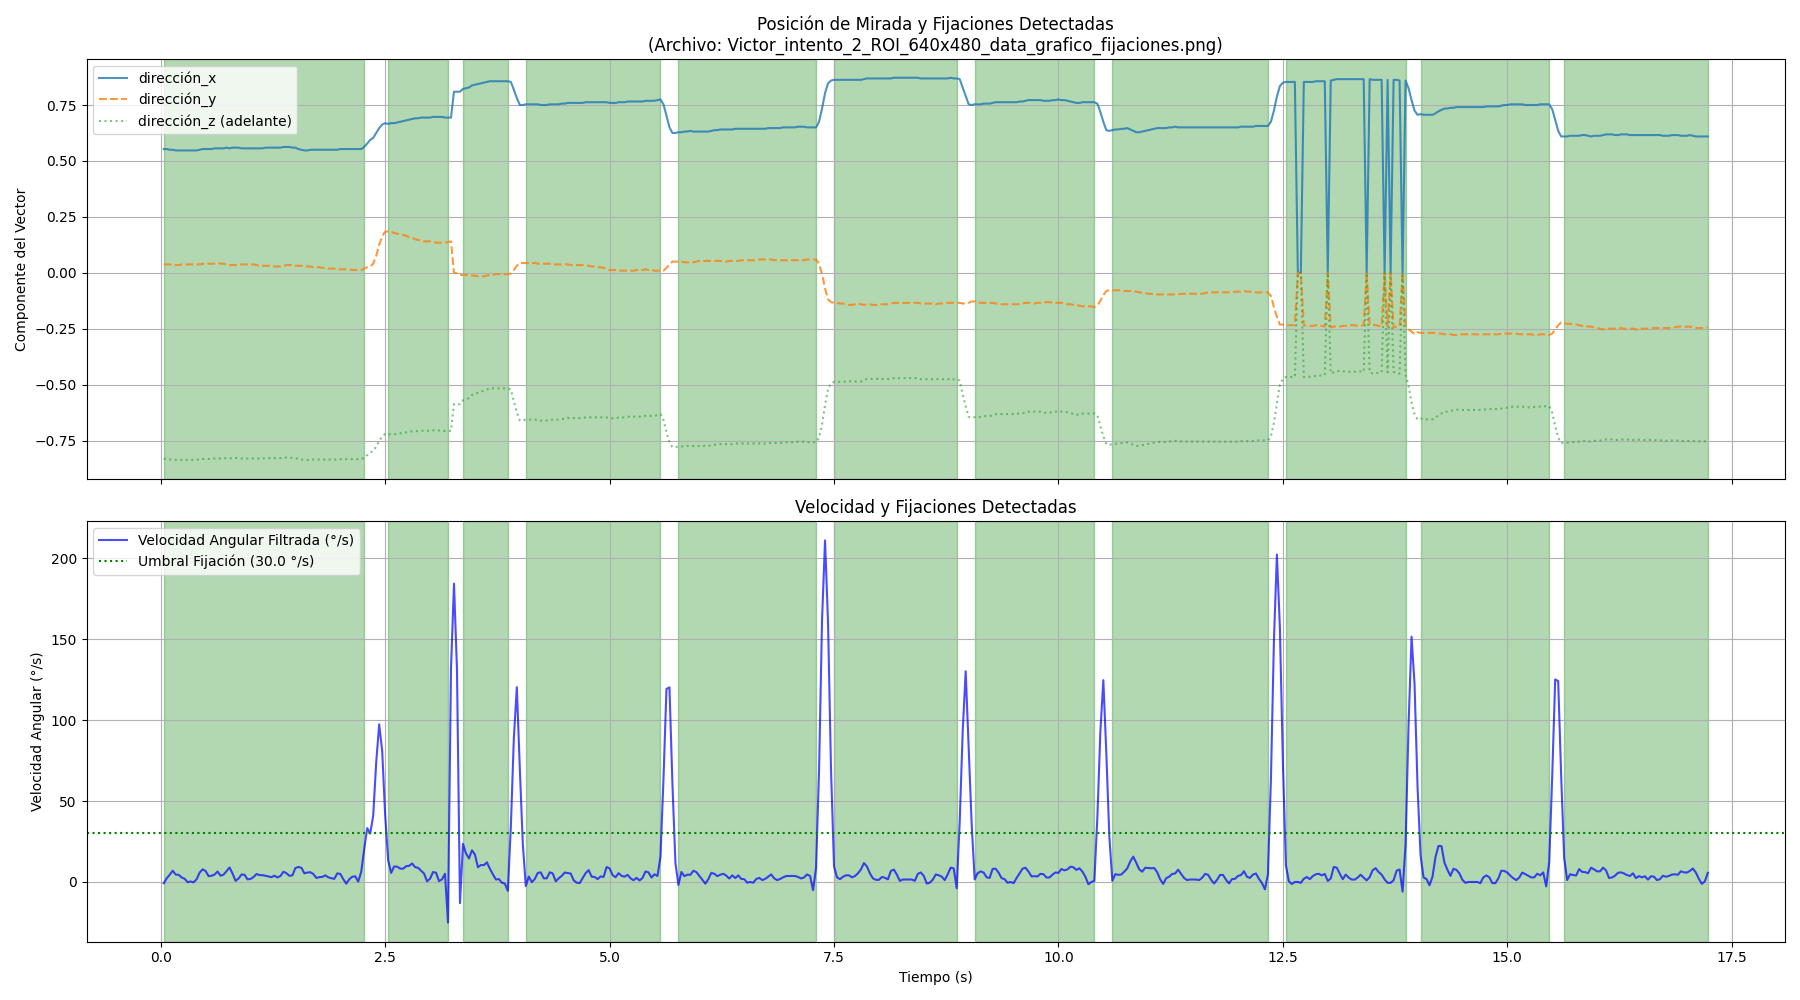 Posición de Mirada y Fijaciones Detectadas
(Archivo: Victor_intento_2_ROI_640x480_data_grafico_fijaciones.png)
dirección_x
dirección_y
dirección_z (adelante)
Componente del Vector
0.75
0.50
0.25
0.00
−0.25
−0.50
−0.75
Velocidad y Fijaciones Detectadas
Velocidad Angular Filtrada (°/s)
Umbral Fijación (30.0 °/s)
Velocidad Angular (°/s)
200
150
100
50
0
0.0 2.5 5.0 7.5 10.0 12.5 15.0 17.5
Tiempo (s)